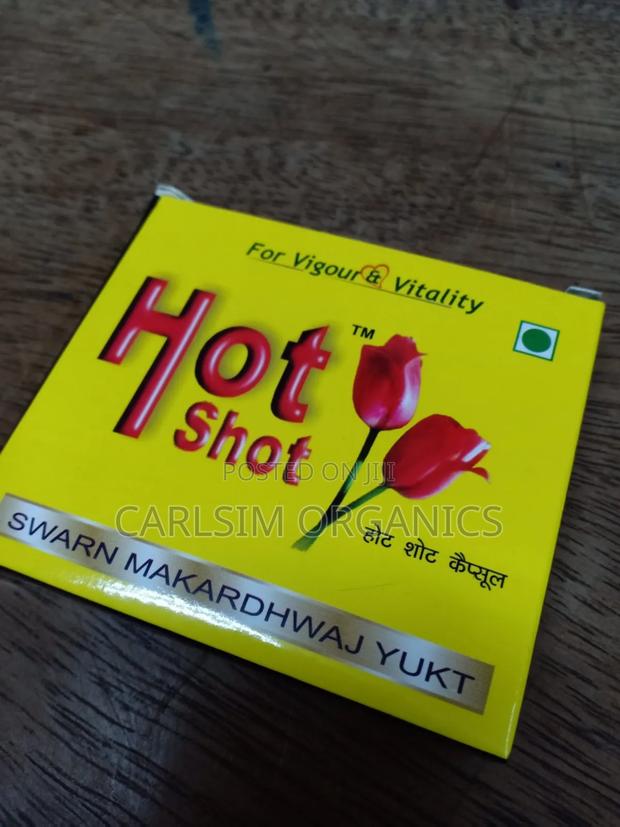 For Vigour & Vitality
Hot
Shot
TM
POSTED ON JIJI
CARLSIM ORGANICS
होट शोट कैप्सूल
SWARN MAKARDHWAJ YUKT